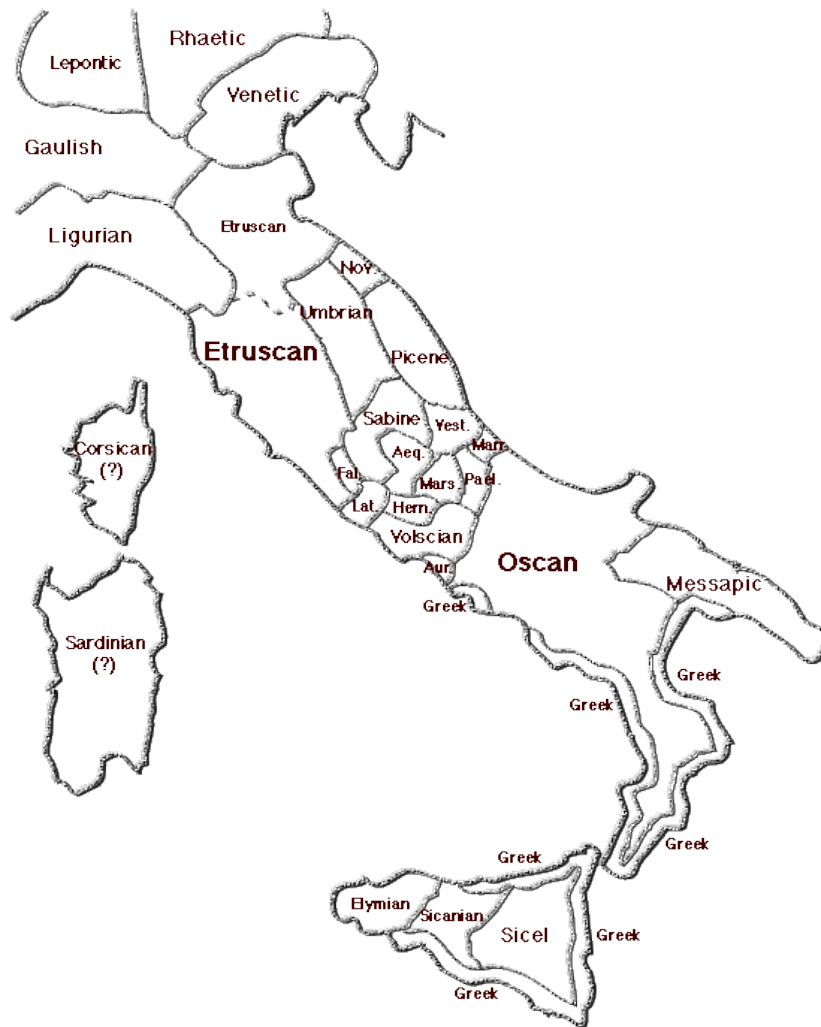 Rhaetic
Lepontic
Venetic
Gaulish
Etruscan
Ligurian
Nov.
Umbrian
Etruscan
Picene
Sabine
Vest.
Corsican
(?)
Aeq.
Marr.
Fal.
Mars.
Pael.
Lat.
Hern.
Volscian
Oscan
Aur.
Messapic
Greek
Sardinian
(?)
Greek
Greek
Greek
Greek
Elymian
Sicanian
Sicel
Greek
Greek